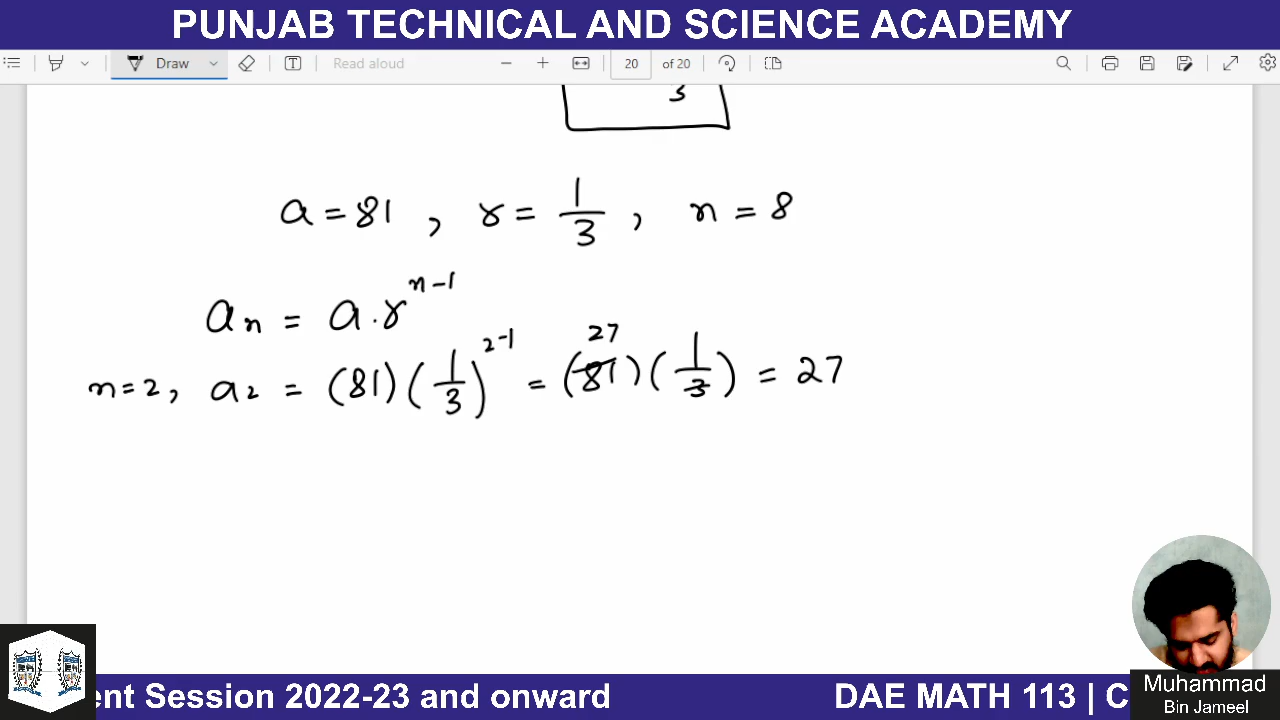 PUNJAB TECHNICAL AND SCIENCE ACADEMY
Draw Read aloud 20 of 20
3
a = 81 , r = 1/3 , n = 8
aₙ = a . r^(n-1)
n = 2 , a₂ = (81) (1/3)^(2-1) = (81) (1/3) = 27
27
ent Session 2022-23 and onward DAE MATH 113 | C
Muhammad
Bin Jameel